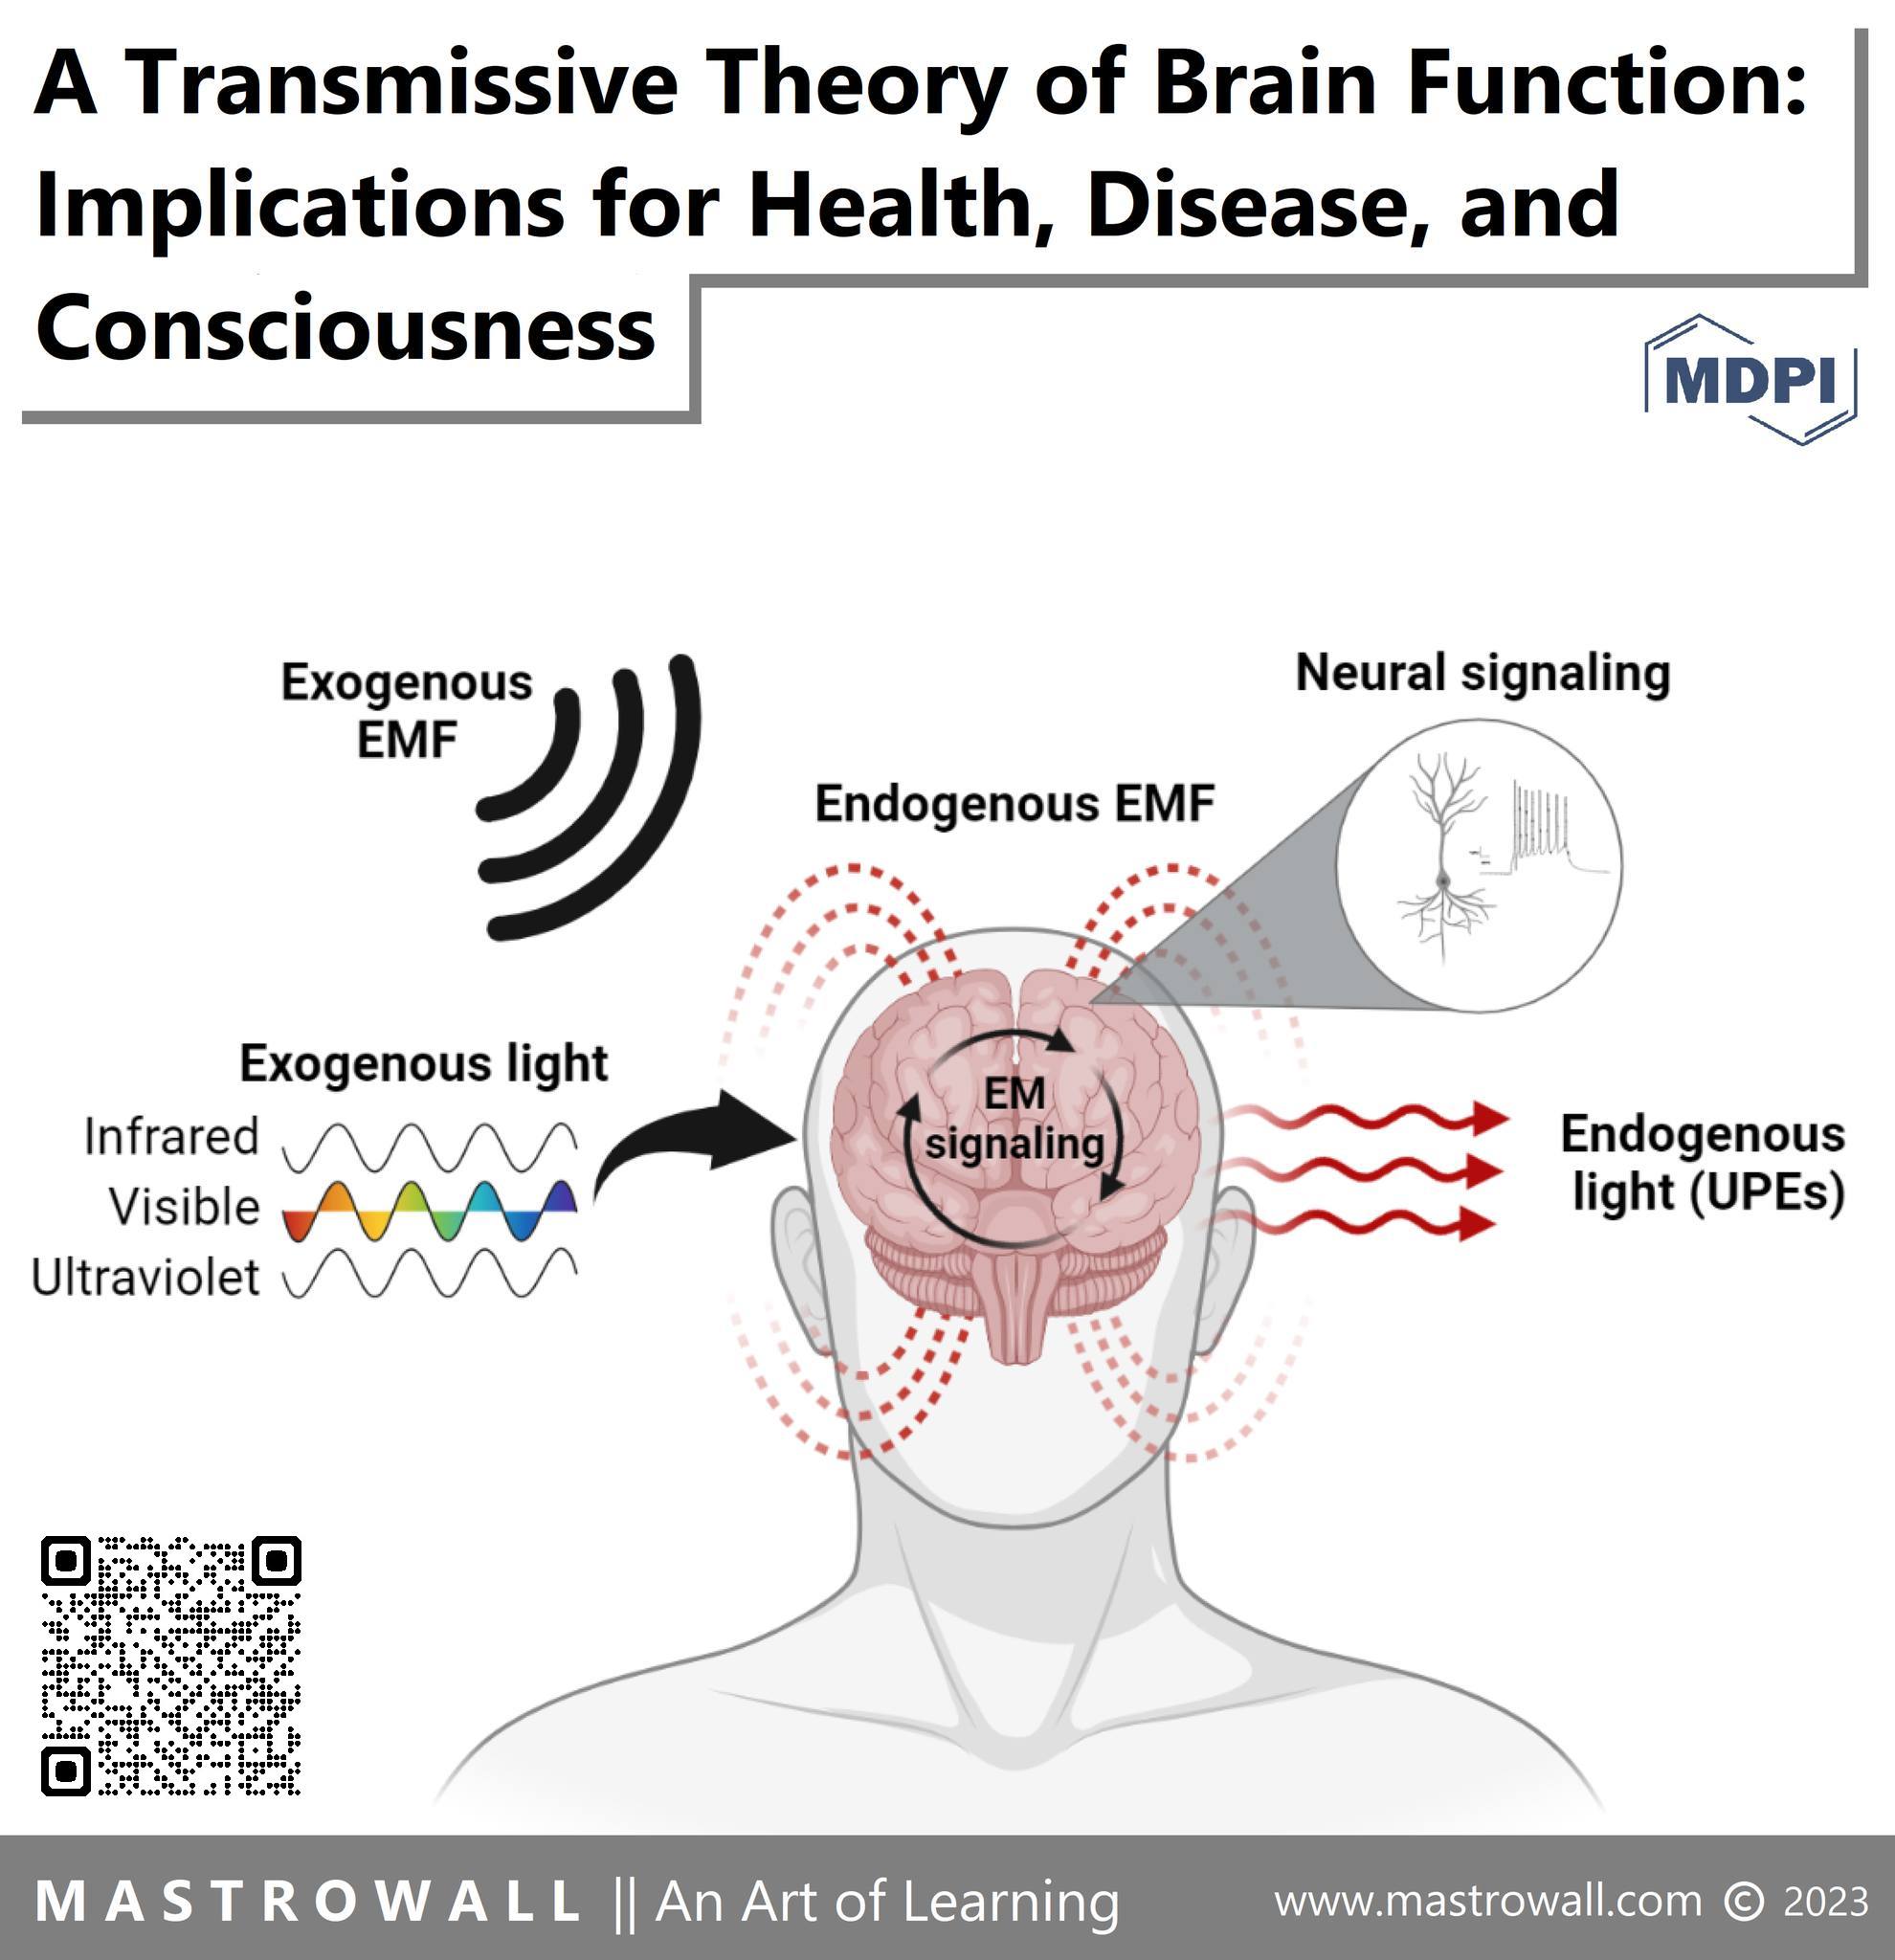 A Transmissive Theory of Brain Function:
Implications for Health, Disease, and
Consciousness
MDPI
Exogenous
EMF
Neural signaling
Endogenous EMF
Exogenous light
Infrared
Visible
Ultraviolet
EM
signaling
Endogenous
light (UPEs)
MASTROWALL || An Art of Learning
www.mastrowall.com © 2023